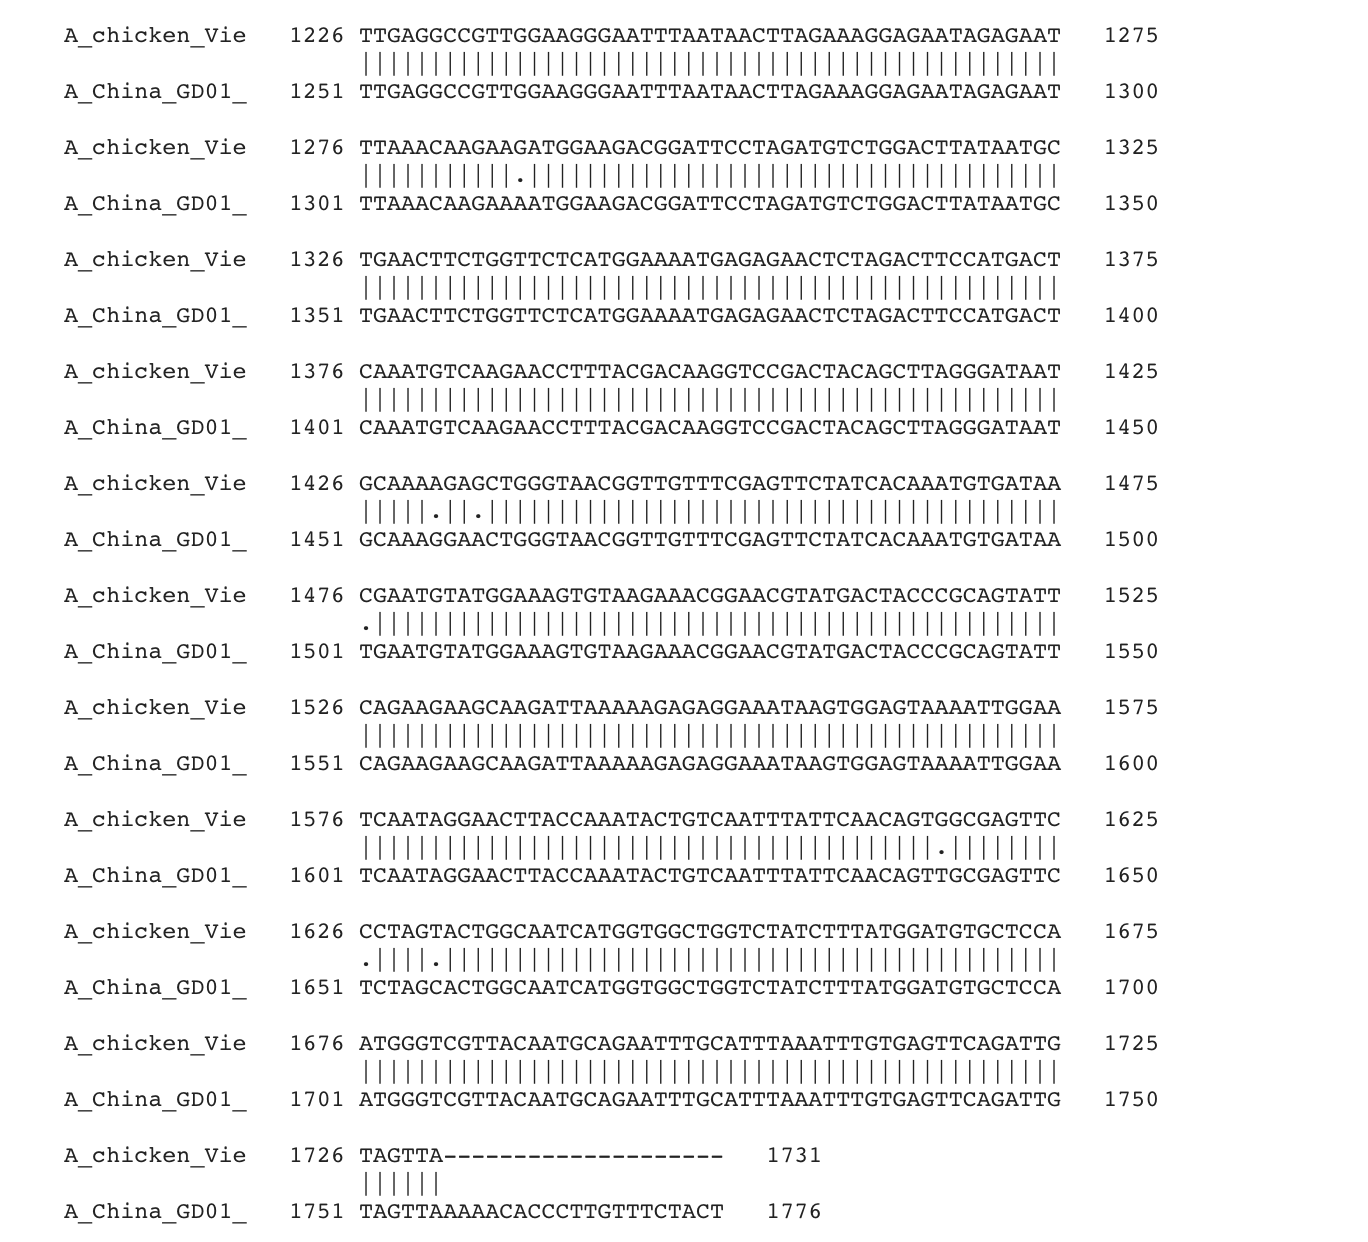 A_chicken_Vie 1226 TTGAGGCCGTTGGAAGGGAATTTAATAACTTAGAAAGGAGAATAGAGAAT 1275
||||||||||||||||||||||||||||||||||||||||||||||||||
A_China_GD01_ 1251 TTGAGGCCGTTGGAAGGGAATTTAATAACTTAGAAAGGAGAATAGAGAAT 1300
A_chicken_Vie 1276 TTAAACAAGAAGATGGAAGACGGATTCCTAGATGTCTGGACTTATAATGC 1325
|||||||||||.||||||||||||||||||||||||||||||||||||||
A_China_GD01_ 1301 TTAAACAAGAAAATGGAAGACGGATTCCTAGATGTCTGGACTTATAATGC 1350
A_chicken_Vie 1326 TGAACTTCTGGTTCTCATGGAAAATGAGAGAACTCTAGACTTCCATGACT 1375
||||||||||||||||||||||||||||||||||||||||||||||||||
A_China_GD01_ 1351 TGAACTTCTGGTTCTCATGGAAAATGAGAGAACTCTAGACTTCCATGACT 1400
A_chicken_Vie 1376 CAAATGTCAAGAACCTTTACGACAAGGTCCGACTACAGCTTAGGGATAAT 1425
||||||||||||||||||||||||||||||||||||||||||||||||||
A_China_GD01_ 1401 CAAATGTCAAGAACCTTTACGACAAGGTCCGACTACAGCTTAGGGATAAT 1450
A_chicken_Vie 1426 GCAAAAGAGCTGGGTAACGGTTGTTTCGAGTTCTATCACAAATGTGATAA 1475
|||||.||.|||||||||||||||||||||||||||||||||||||||||
A_China_GD01_ 1451 GCAAAGGAACTGGGTAACGGTTGTTTCGAGTTCTATCACAAATGTGATAA 1500
A_chicken_Vie 1476 CGAATGTATGGAAAGTGTAAGAAACGGAACGTATGACTACCCGCAGTATT 1525
.|||||||||||||||||||||||||||||||||||||||||||||||||
A_China_GD01_ 1501 TGAATGTATGGAAAGTGTAAGAAACGGAACGTATGACTACCCGCAGTATT 1550
A_chicken_Vie 1526 CAGAAGAAGCAAGATTAAAAAGAGAGGAAATAAGTGGAGTAAAATTGGAA 1575
||||||||||||||||||||||||||||||||||||||||||||||||||
A_China_GD01_ 1551 CAGAAGAAGCAAGATTAAAAAGAGAGGAAATAAGTGGAGTAAAATTGGAA 1600
A_chicken_Vie 1576 TCAATAGGAACTTACCAAATACTGTCAATTTATTCAACAGTGGCGAGTTC 1625
|||||||||||||||||||||||||||||||||||||||||.||||||||
A_China_GD01_ 1601 TCAATAGGAACTTACCAAATACTGTCAATTTATTCAACAGTTGCGAGTTC 1650
A_chicken_Vie 1626 CCTAGTACTGGCAATCATGGTGGCTGGTCTATCTTTATGGATGTGCTCCA 1675
.||||.||||||||||||||||||||||||||||||||||||||||||||
A_China_GD01_ 1651 TCTAGCACTGGCAATCATGGTGGCTGGTCTATCTTTATGGATGTGCTCCA 1700
A_chicken_Vie 1676 ATGGGTCGTTACAATGCAGAATTTGCATTTAAATTTGTGAGTTCAGATTG 1725
||||||||||||||||||||||||||||||||||||||||||||||||||
A_China_GD01_ 1701 ATGGGTCGTTACAATGCAGAATTTGCATTTAAATTTGTGAGTTCAGATTG 1750
A_chicken_Vie 1726 TAGTTA-------------------- 1731
||||||
A_China_GD01_ 1751 TAGTTAAAAACACCCTTGTTTCTACT 1776